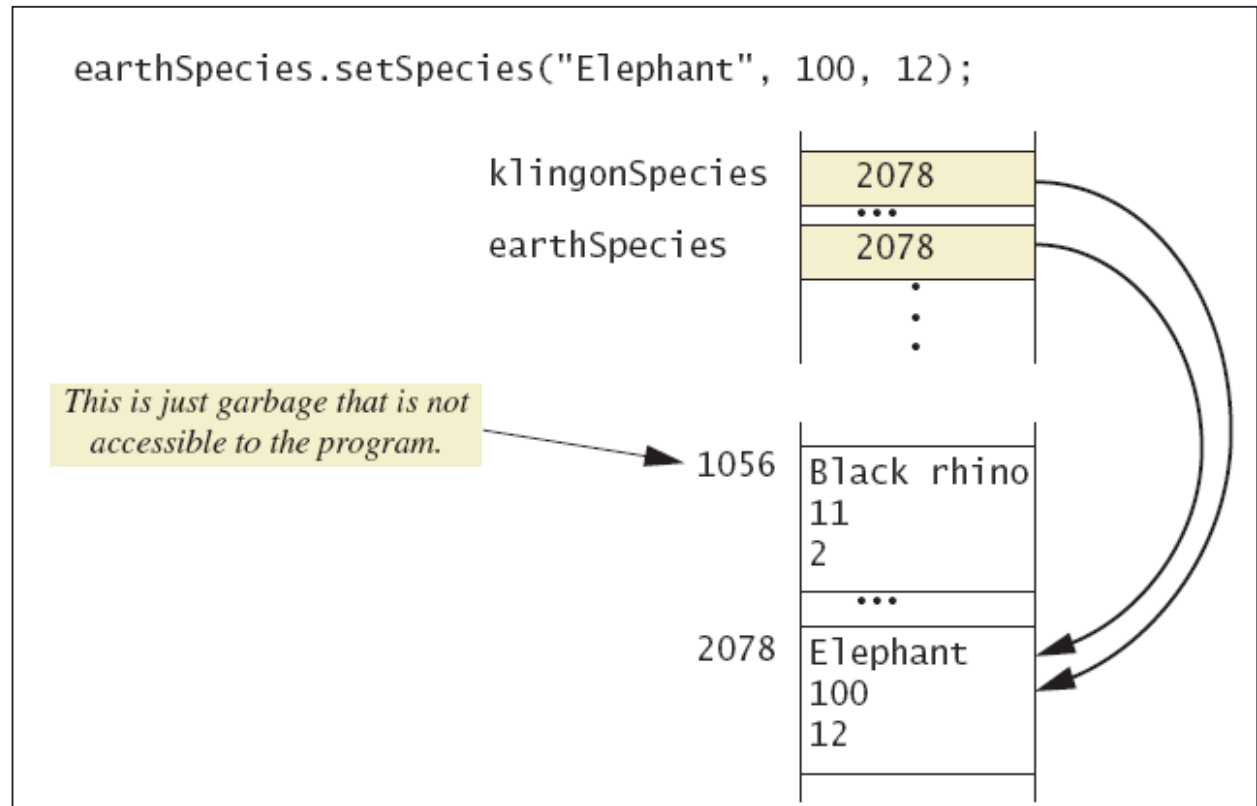 earthSpecies.setSpecies("Elephant", 100, 12);
klingonSpecies 2078
•••
earthSpecies 2078
This is just garbage that is not
accessible to the program.
1056 Black rhino
11
2
•••
2078 Elephant
100
12